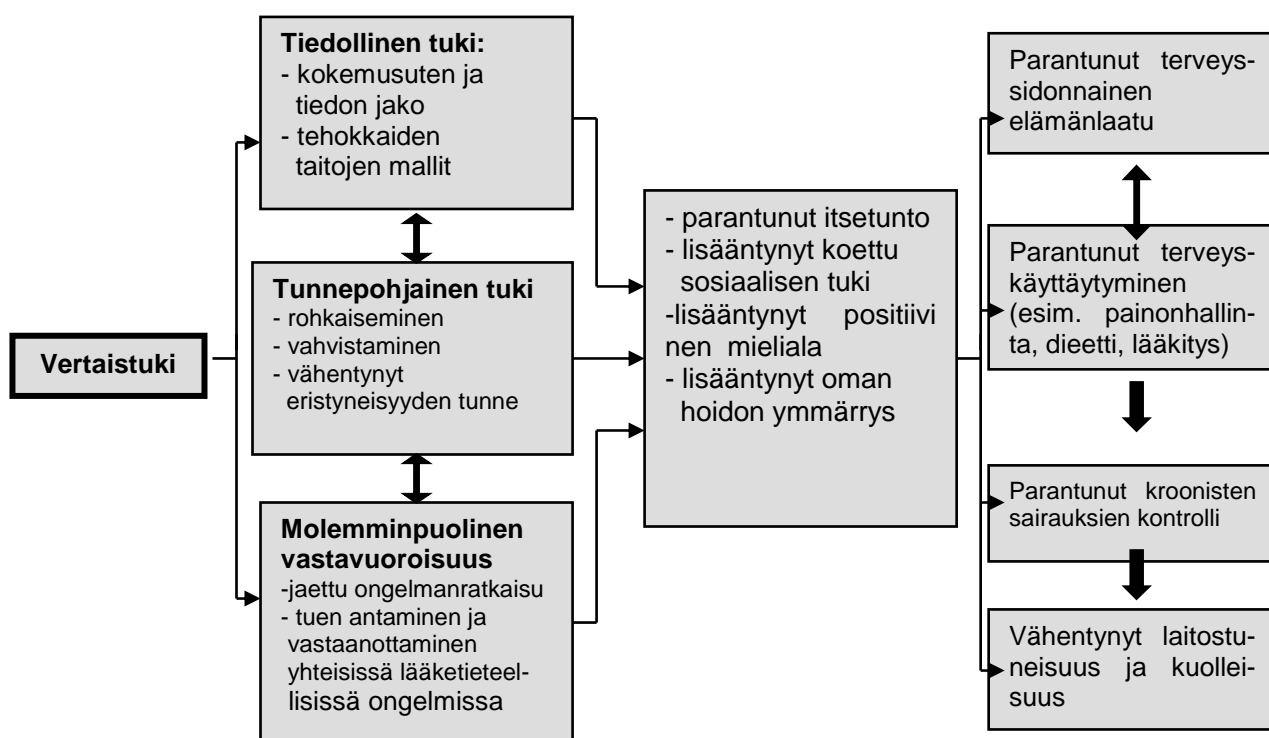 Vertaistuki
Tiedollinen tuki:
- kokemusuten ja
tiedon jako
- tehokkaiden
taitojen mallit
Tunnepohjainen tuki
- rohkaiseminen
- vahvistaminen
- vähentynyt
eristyneisyyden tunne
Molemminpuolinen
vastavuoroisuus
-jaettu ongelmanratkaisu
- tuen antaminen ja
vastaanottaminen
yhteisissä lääketieteel-
lisissä ongelmissa
- parantunut itsetunto
- lisääntynyt koettu
sosiaalisen tuki
-lisääntynyt positiivi
nen mieliala
- lisääntynyt oman
hoidon ymmärrys
Parantunut terveys-
sidonnainen
elämänlaatu
Parantunut terveys-
käyttäytyminen
(esim. painonhallin-
ta, dieetti, lääkitys)
Parantunut kroonisten
sairauksien kontrolli
Vähentynyt laitostu-
neisuus ja kuollei-
suus